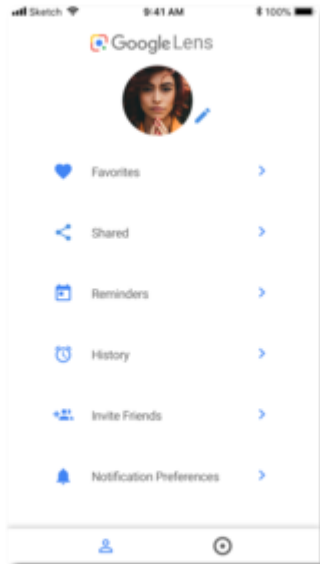 Sketch 9:41 AM 100%
Google Lens
Favorites
Shared
Reminders
History
Invite Friends
Notification Preferences